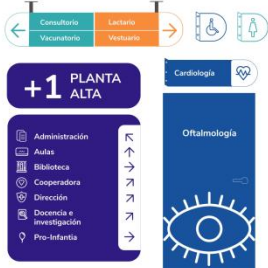 Consultorio
Lactario
Vacunatorio
Vestuario
+1 PLANTA
ALTA
Cardiología
Administración
Aulas
Biblioteca
Cooperadora
Dirección
Docencia e
investigación
Pro-Infantia
Oftalmología